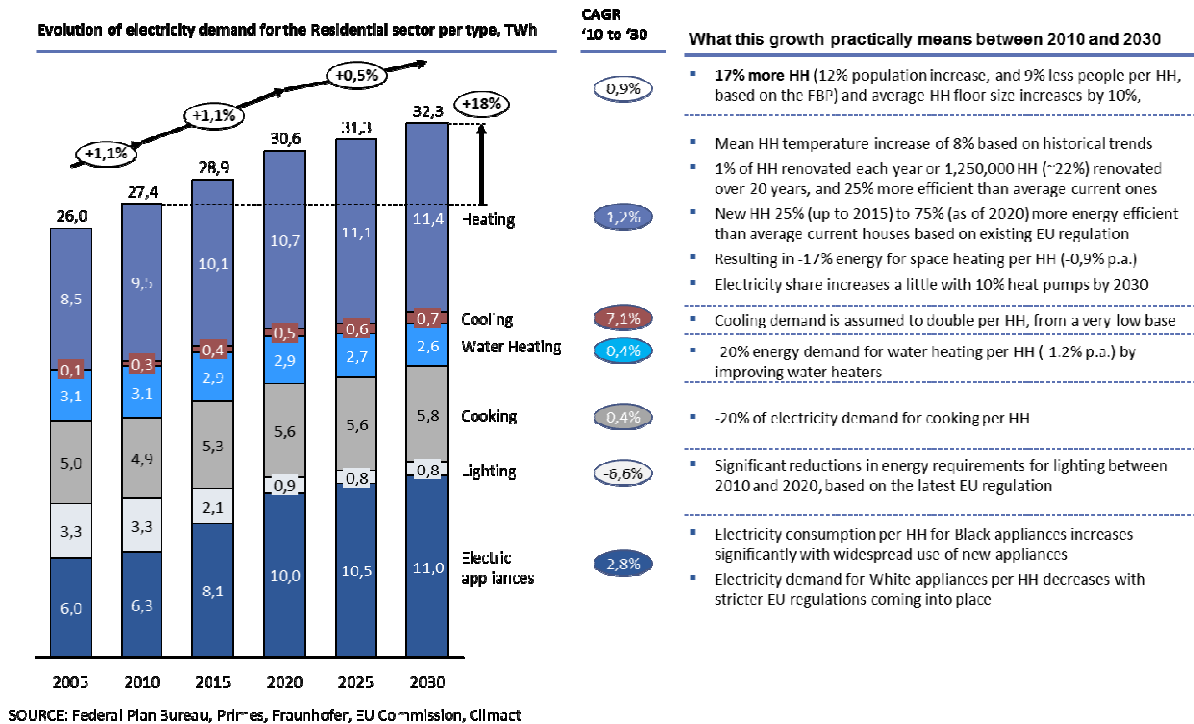 Evolution of electricity demand for the Residential sector per type, TWh
CAGR
'10 to '30
What this growth practically means between 2010 and 2030
+1,1%
+1,1%
+0,5%
+18%
26,0
27,4
28,9
30,6
31,3
32,3
8,5
9,5
10,1
10,7
11,1
11,4
Heating
0,1
0,3
0,4
0,5
0,6
0,7
Cooling
3,1
3,1
2,9
2,9
2,7
2,6
Water Heating
5,0
4,9
5,3
5,6
5,6
5,8
Cooking
3,3
3,3
2,1
0,9
0,8
0,8
Lighting
6,0
6,3
8,1
10,0
10,5
11,0
Electric
appliances
2005
2010
2015
2020
2025
2030
0,9%
1,2%
7,1%
0,4%
0,4%
-6,6%
2,8%
▪ 17% more HH (12% population increase, and 9% less people per HH,
based on the FBP) and average HH floor size increases by 10%,
▪ Mean HH temperature increase of 8% based on historical trends
▪ 1% of HH renovated each year or 1,250,000 HH (~22%) renovated
over 20 years, and 25% more efficient than average current ones
▪ New HH 25% (up to 2015) to 75% (as of 2020) more energy efficient
than average current houses based on existing EU regulation
▪ Resulting in -17% energy for space heating per HH (-0,9% p.a.)
▪ Electricity share increases a little with 10% heat pumps by 2030
▪ Cooling demand is assumed to double per HH, from a very low base
▪ -20% energy demand for water heating per HH (-1.2% p.a.) by
improving water heaters
▪ -20% of electricity demand for cooking per HH
▪ Significant reductions in energy requirements for lighting between
2010 and 2020, based on the latest EU regulation
▪ Electricity consumption per HH for Black appliances increases
significantly with widespread use of new appliances
▪ Electricity demand for White appliances per HH decreases with
stricter EU regulations coming into place
SOURCE: Federal Plan Bureau, Primes, Fraunhofer, EU Commission, Climact